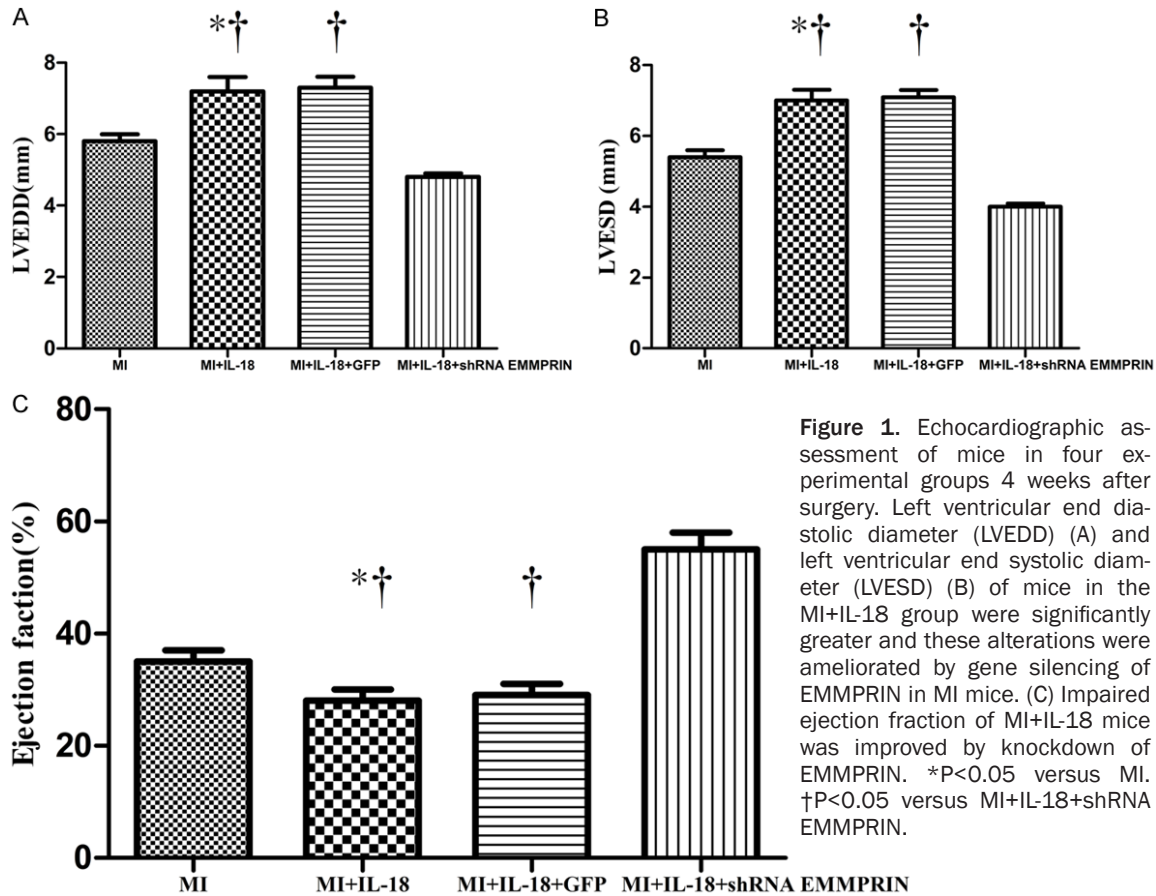 A
*† †
LVEDD(mm)
8
6
4
2
0
MI MI+IL-18 MI+IL-18+GFP MI+IL-18+shRNA EMMPRIN
B
*† †
LVESD (mm)
8
6
4
2
0
MI MI+IL-18 MI+IL-18+GFP MI+IL-18+shRNA EMMPRIN
C
*† †
Ejection faction(%)
80
60
40
20
0
MI MI+IL-18 MI+IL-18+GFP MI+IL-18+shRNA EMMPRIN
Figure 1. Echocardiographic as-
sessment of mice in four ex-
perimental groups 4 weeks after
surgery. Left ventricular end dia-
stolic diameter (LVEDD) (A) and
left ventricular end systolic diam-
eter (LVESD) (B) of mice in the
MI+IL-18 group were significantly
greater and these alterations were
ameliorated by gene silencing of
EMMPRIN in MI mice. (C) Impaired
ejection fraction of MI+IL-18 mice
was improved by knockdown of
EMMPRIN. *P<0.05 versus MI.
†P<0.05 versus MI+IL-18+shRNA
EMMPRIN.